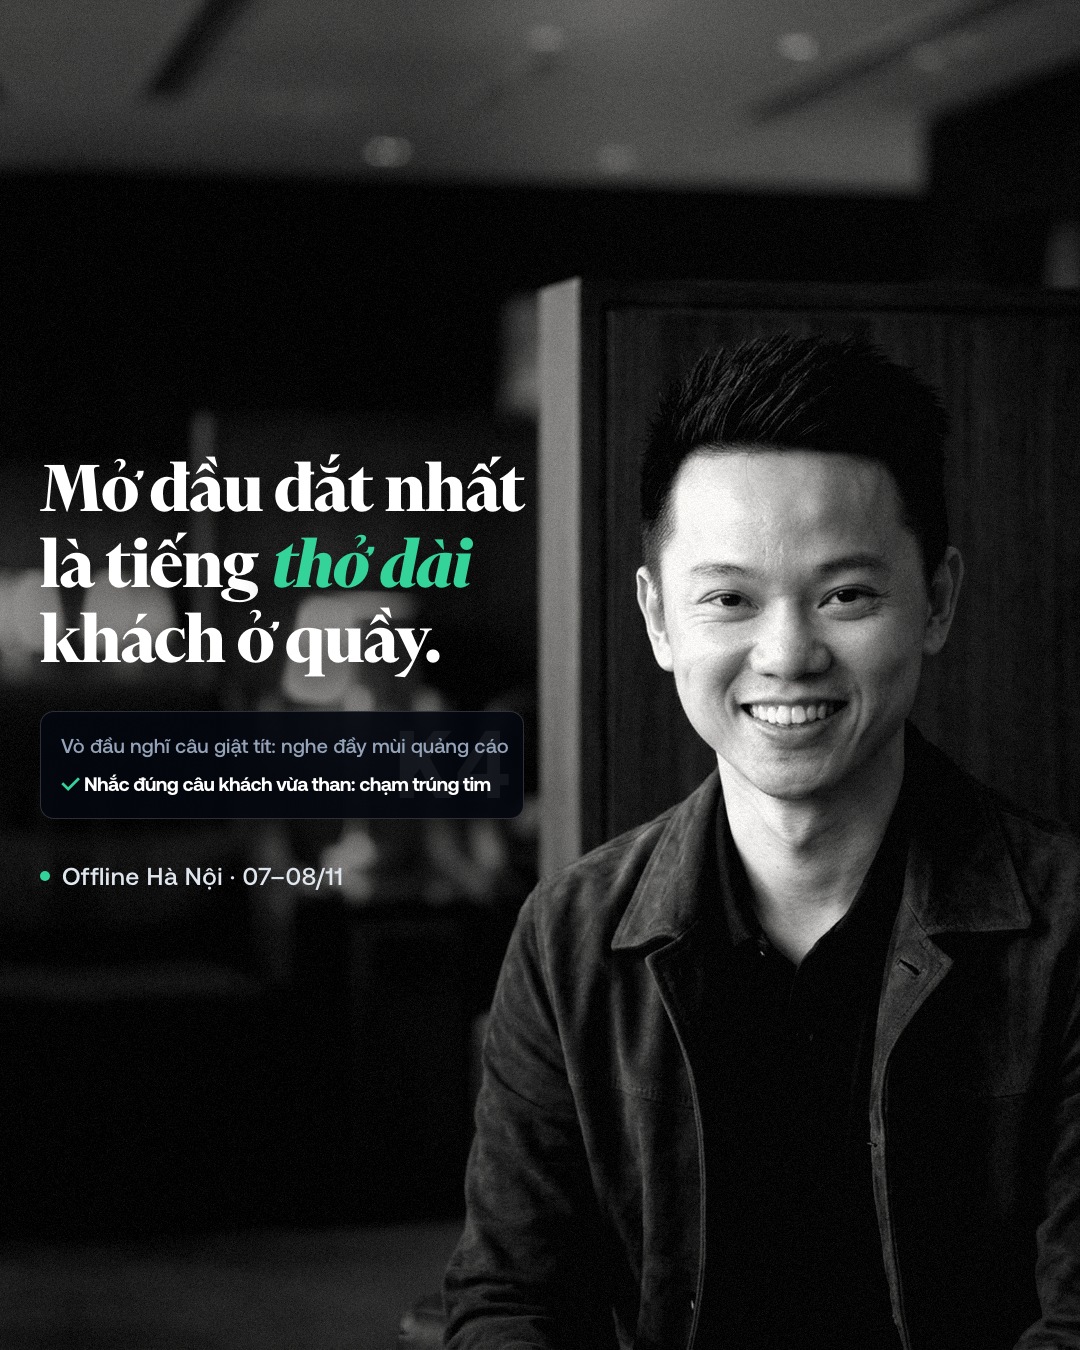 Mở đầu đắt nhất
là tiếng thở dài
khách ở quầy.
Vò đầu nghĩ câu giật tít: nghe đầy mùi quảng cáo
✓ Nhắc đúng câu khách vừa than: chạm trúng tim
K4
Offline Hà Nội · 07–08/11